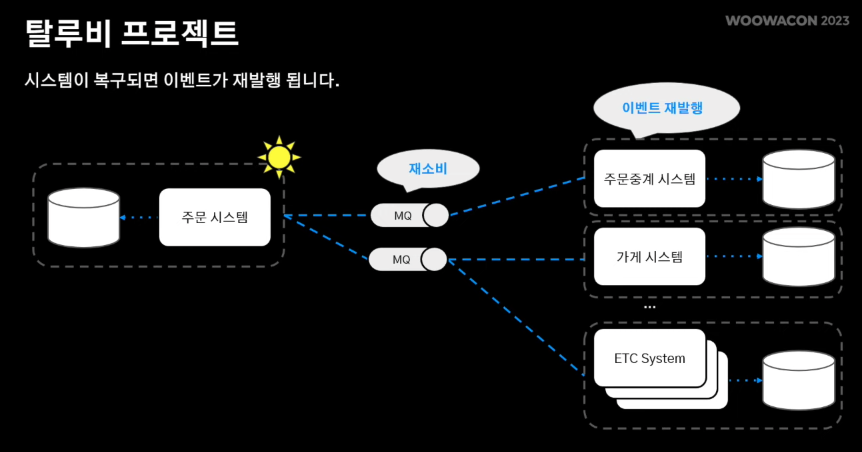 탈루비 프로젝트
WOOWACON 2023
시스템이 복구되면 이벤트가 재발행 됩니다.
이벤트 재발행
재소비
주문 시스템
MQ
주문중계 시스템
MQ
가게 시스템
...
ETC System